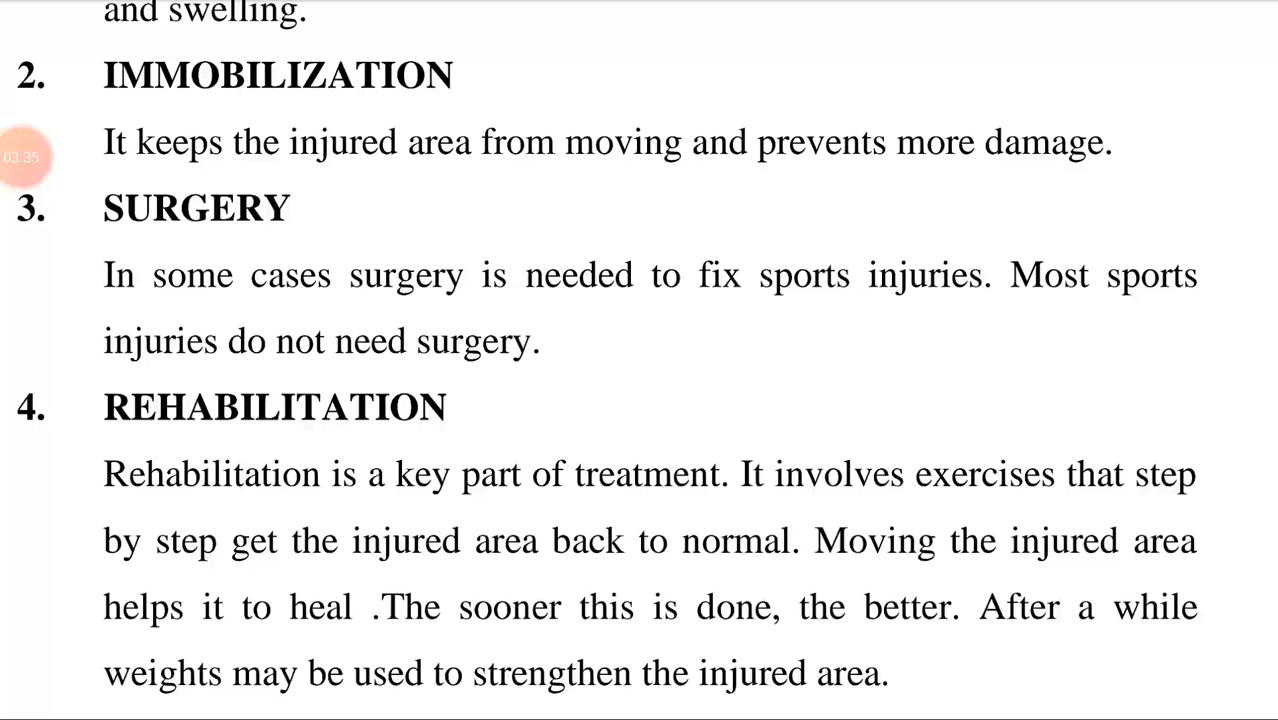 and swelling.
2. IMMOBILIZATION
It keeps the injured area from moving and prevents more damage.
03:35
3. SURGERY
In some cases surgery is needed to fix sports injuries. Most sports
injuries do not need surgery.
4. REHABILITATION
Rehabilitation is a key part of treatment. It involves exercises that step
by step get the injured area back to normal. Moving the injured area
helps it to heal .The sooner this is done, the better. After a while
weights may be used to strengthen the injured area.